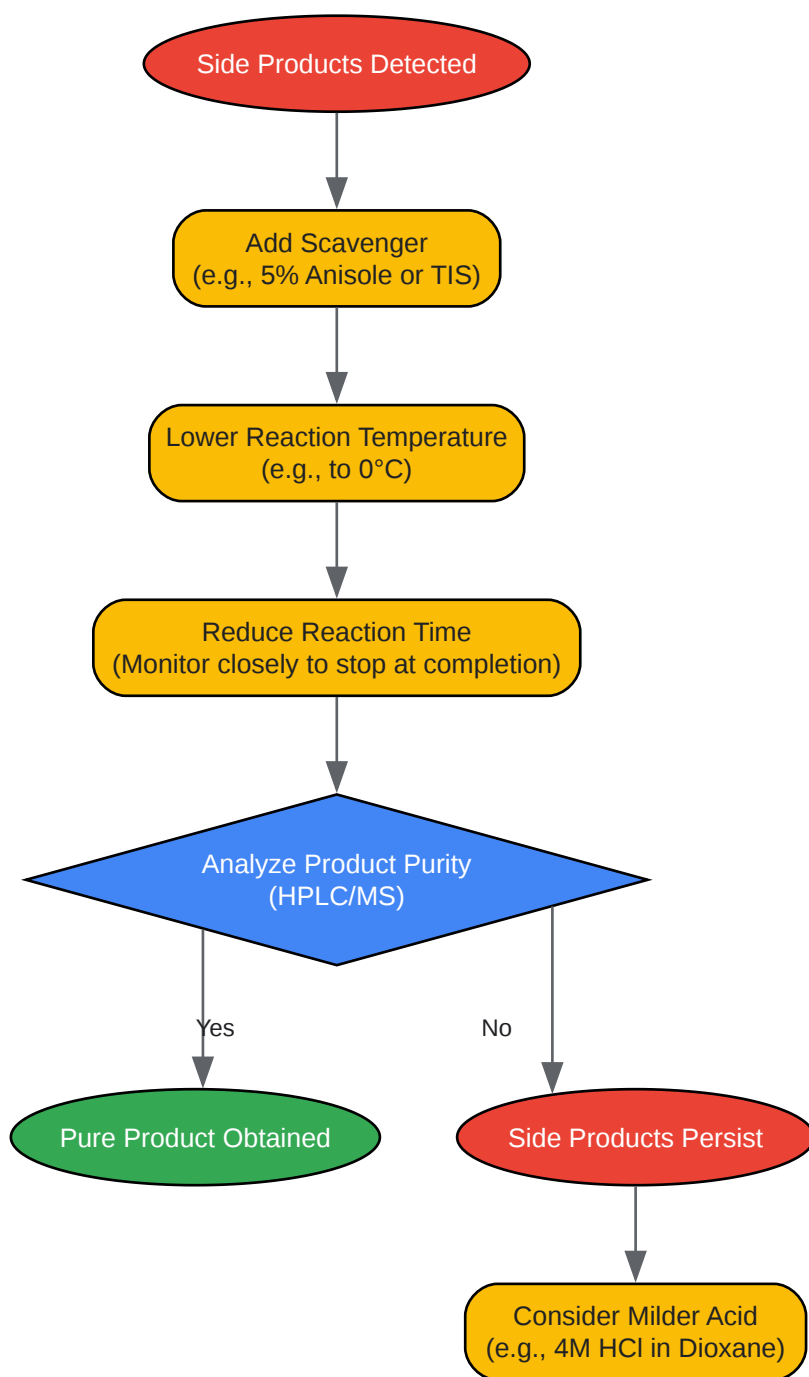 Side Products Detected
Add Scavenger
(e.g., 5% Anisole or TIS)
Lower Reaction Temperature
(e.g., to 0°C)
Reduce Reaction Time
(Monitor closely to stop at completion)
Analyze Product Purity
(HPLC/MS)
Yes
No
Pure Product Obtained
Side Products Persist
Consider Milder Acid
(e.g., 4M HCl in Dioxane)